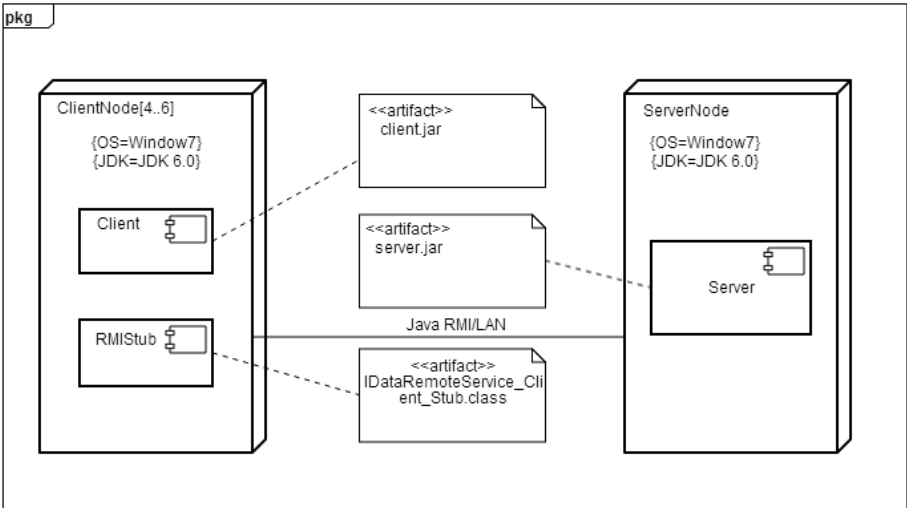 pkg
ClientNode[4..6]
{OS=Window7}
{JDK=JDK 6.0}
Client
RMIStub
<<artifact>>
client.jar
<<artifact>>
server.jar
Java RMI/LAN
<<artifact>>
IDataRemoteService_Cli
ent_Stub.class
ServerNode
{OS=Window7}
{JDK=JDK 6.0}
Server